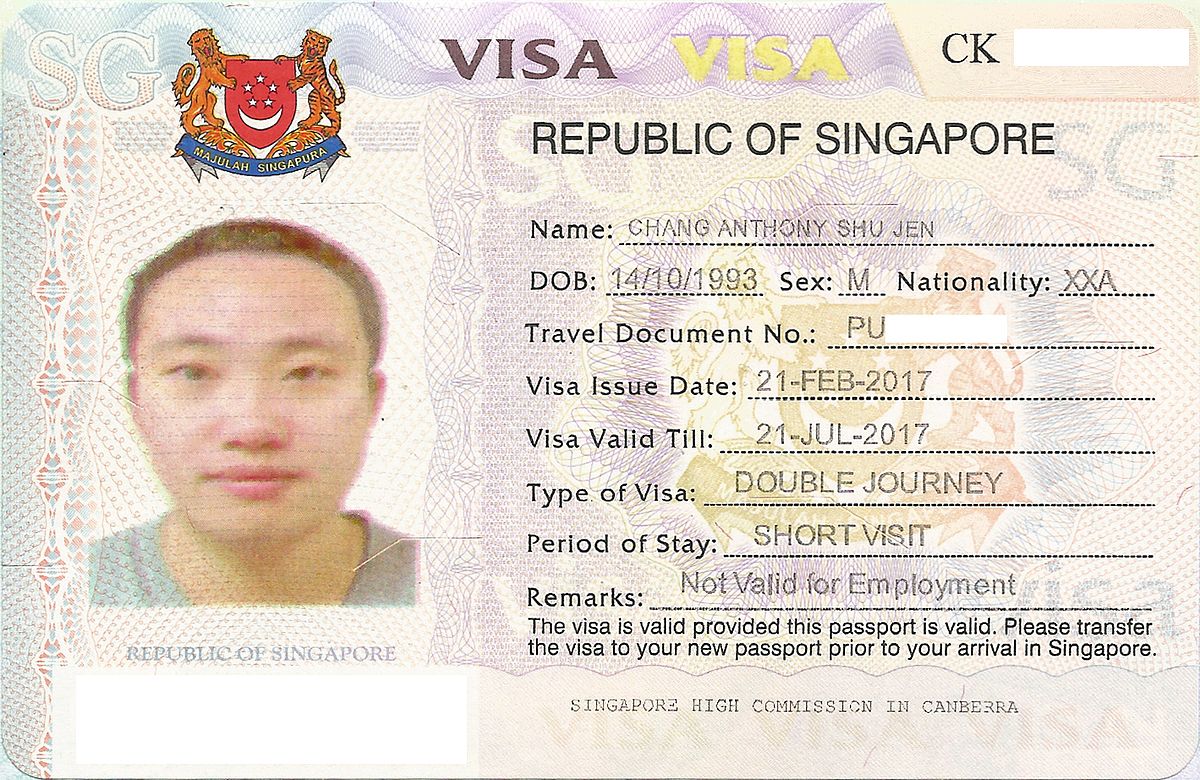 SG
VISA VISA CK
MAJULAH SINGAPURA
REPUBLIC OF SINGAPORE
SG
SG
Name: CHANG ANTHONY SHU JEN
DOB: 14/10/1993 Sex: M Nationality: XXA
Travel Document No.: PU
Visa Issue Date: 21-FEB-2017
Visa Valid Till: 21-JUL-2017
Type of Visa: DOUBLE JOURNEY
Period of Stay: SHORT VISIT
Remarks: Not Valid for Employment
The visa is valid provided this passport is valid. Please transfer
the visa to your new passport prior to your arrival in Singapore.
REPUBLIC OF SINGAPORE
SINGAPORE HIGH COMMISSION IN CANBERRA
VISA VISA VISA